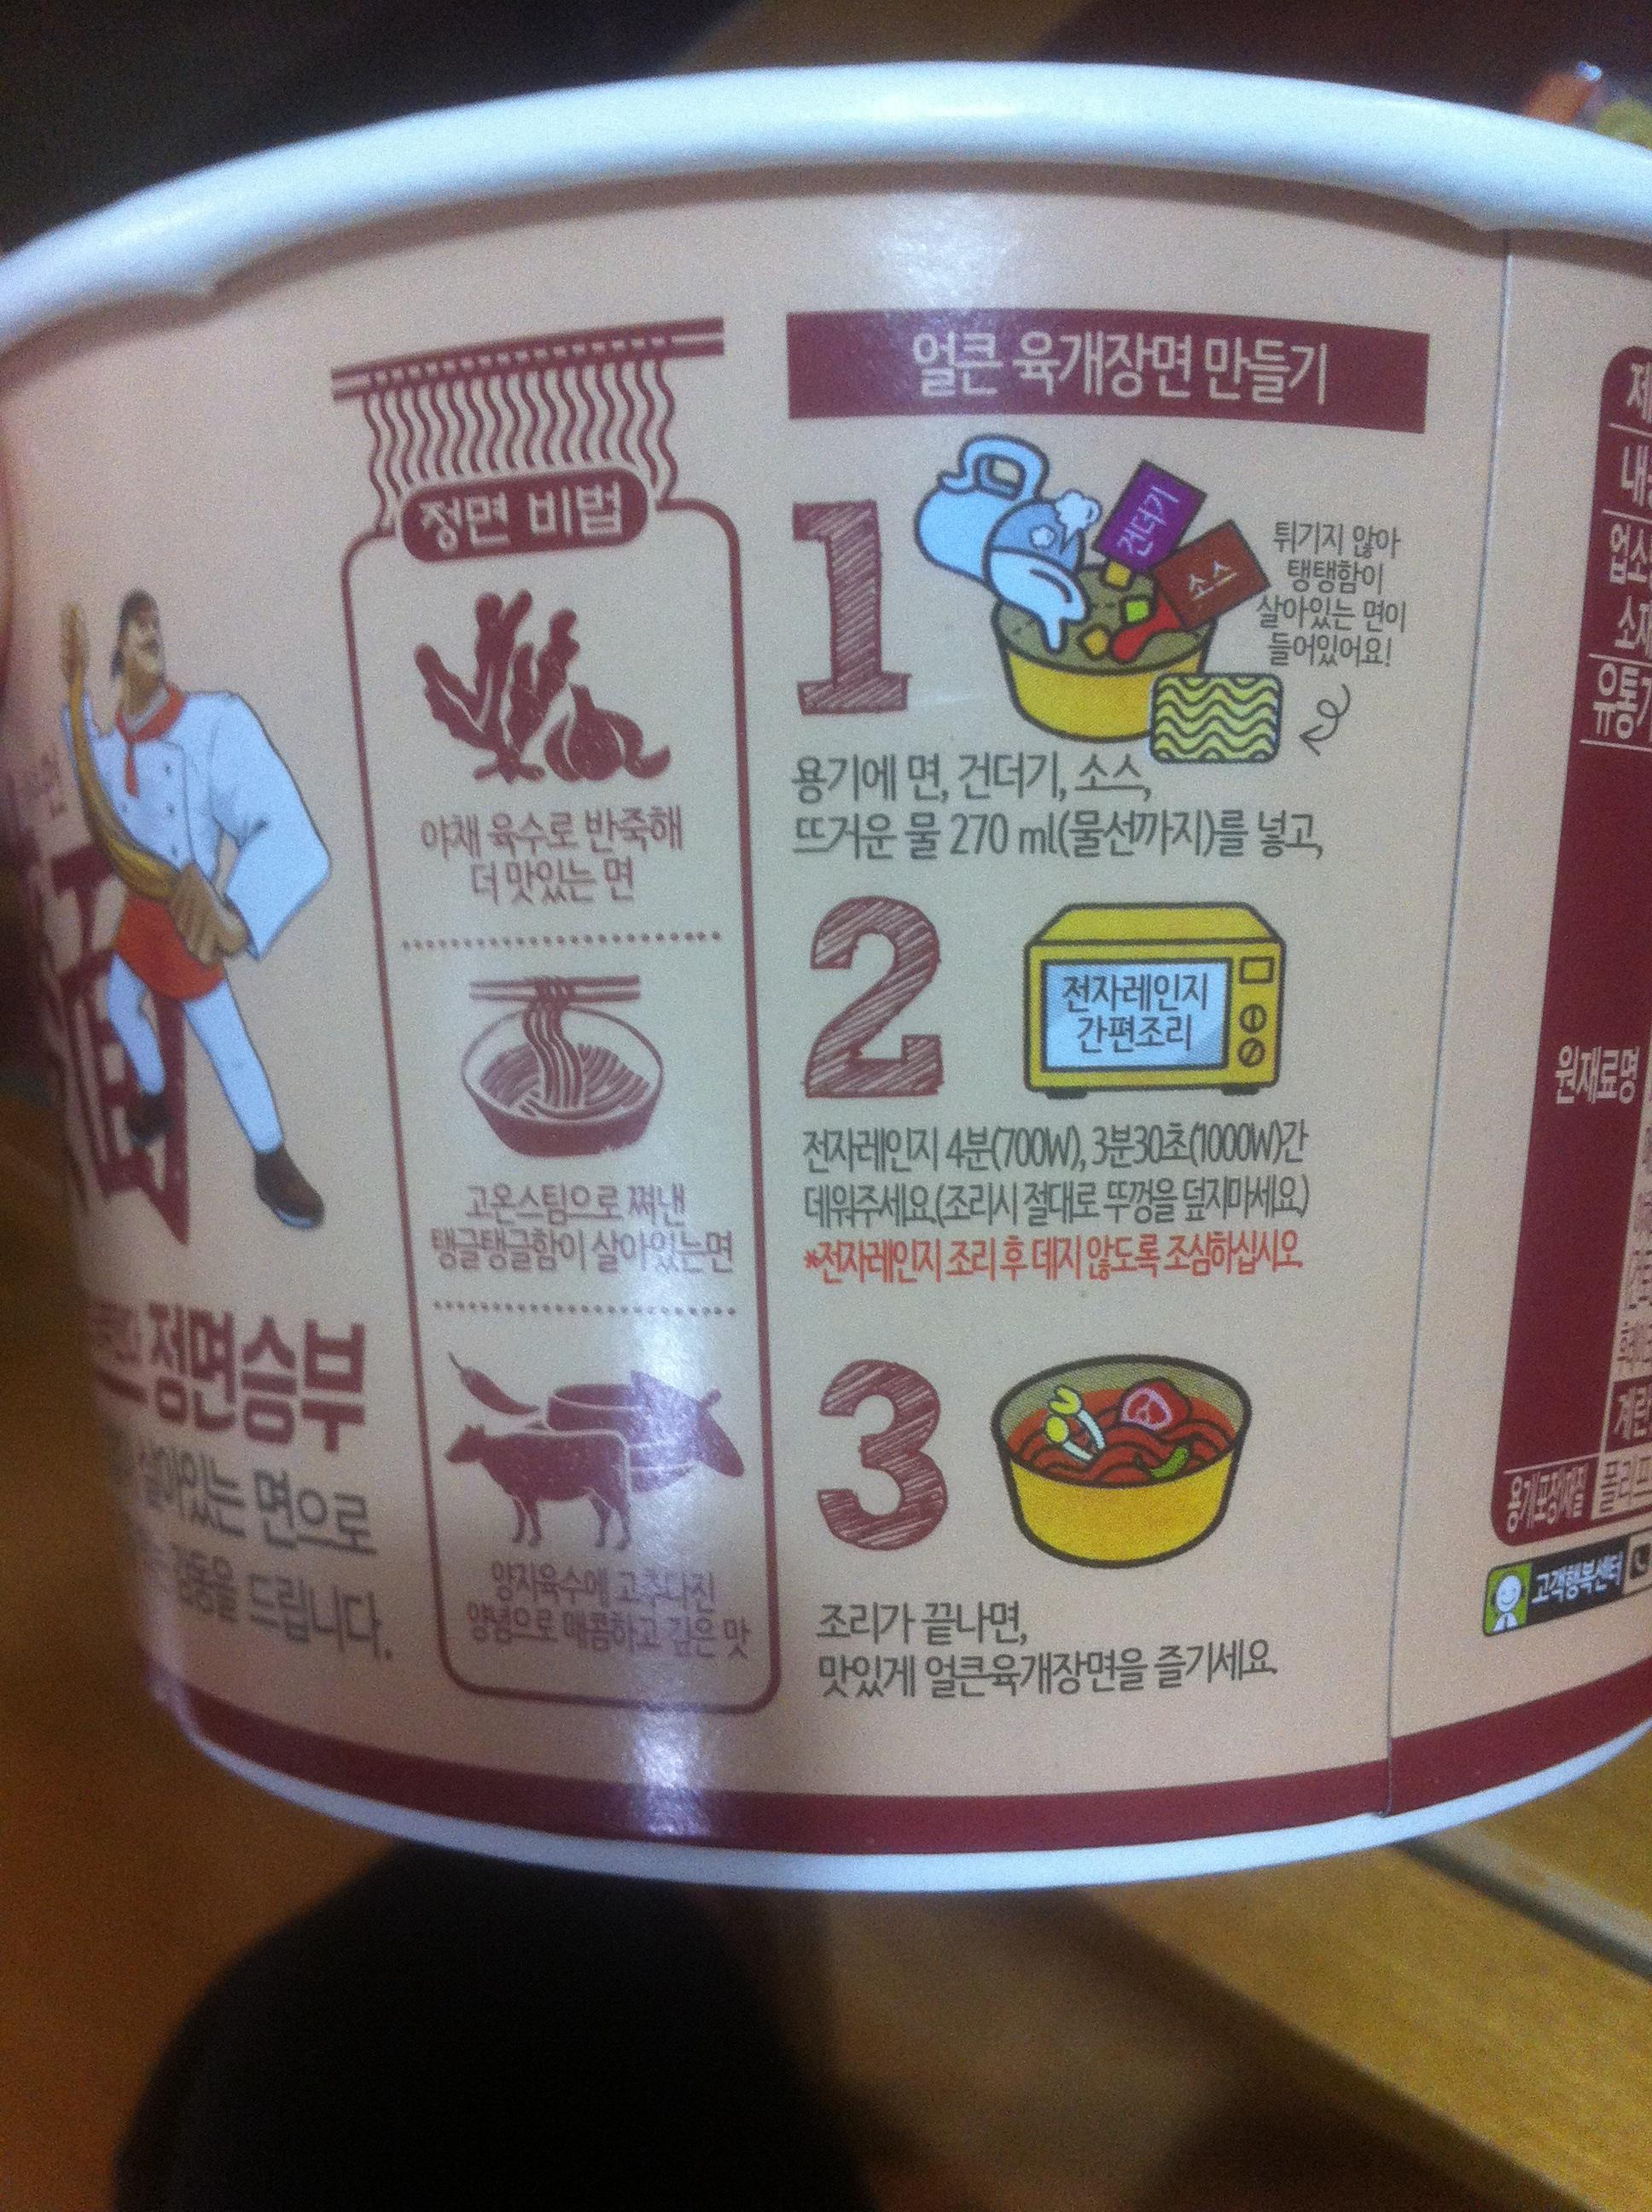 정면승부
살아있는 면으로
감동을 드립니다.
정면 비법
야채 육수로 반죽해
더 맛있는 면
고온스팀으로 쪄낸
탱글탱글함이 살아있는면
양지육수에 고추다진
양념으로 매콤하고 깊은 맛
얼큰 육개장면 만들기
1
건더기
소스
튀기지 않아
탱탱함이
살아있는 면이
들어있어요!
용기에 면, 건더기, 소스,
뜨거운 물 270 ml(물선까지)를 넣고,
2
전자레인지
간편조리
전자레인지 4분(700W), 3분30초(1000W)간
데워주세요.(조리시 절대로 뚜껑을 덮지마세요.)
*전자레인지 조리 후 데지 않도록 조심하십시오.
3
조리가 끝나면,
맛있게 얼큰육개장면을 즐기세요.
원재료명
고객행복센터